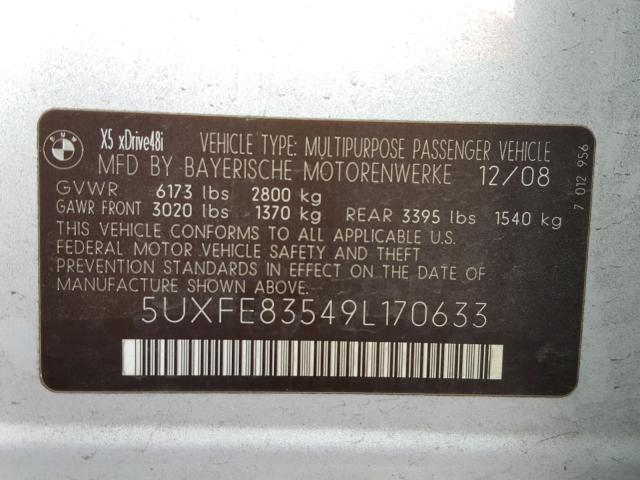 BMW
X5 xDrive48i VEHICLE TYPE: MULTIPURPOSE PASSENGER VEHICLE
MFD BY BAYERISCHE MOTORENWERKE 12/08
GVWR 6173 lbs 2800 kg
GAWR FRONT 3020 lbs 1370 kg REAR 3395 lbs 1540 kg
THIS VEHICLE CONFORMS TO ALL APPLICABLE U.S.
FEDERAL MOTOR VEHICLE SAFETY AND THEFT
PREVENTION STANDARDS IN EFFECT ON THE DATE OF
MANUFACTURE SHOWN ABOVE.
5UXFE83549L170633
7 012 956